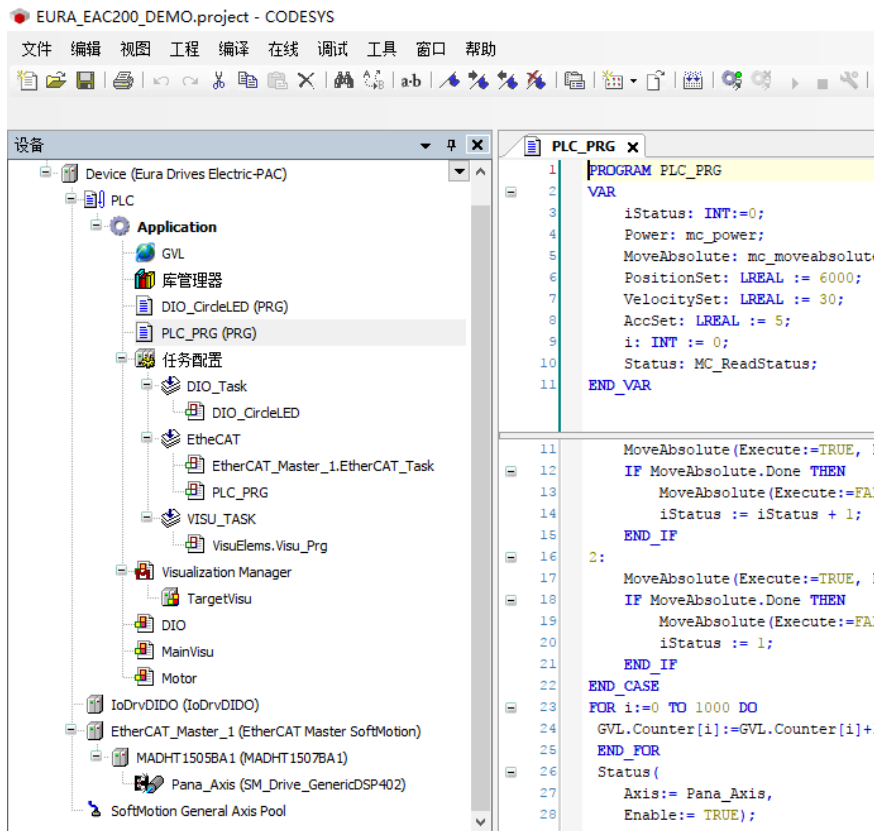 EURA_EAC200_DEMO.project - CODESYS
文件 编辑 视图 工程 编译 在线 调试 工具 窗口 帮助
设备
Device (Eura Drives Electric-PAC)
PLC
Application
GVL
库管理器
DIO_CircleLED (PRG)
PLC_PRG (PRG)
任务配置
DIO_Task
DIO_CircleLED
EtheCAT
EtherCAT_Master_1.EtherCAT_Task
PLC_PRG
VISU_TASK
VisuElems.Visu_Prg
Visualization Manager
TargetVisu
DIO
MainVisu
Motor
IoDrvDIDO (IoDrvDIDO)
EtherCAT_Master_1 (EtherCAT Master SoftMotion)
MADHT1505BA1 (MADHT1507BA1)
Pana_Axis (SM_Drive_GenericDSP402)
SoftMotion General Axis Pool
PLC_PRG
1 PROGRAM PLC_PRG
2 VAR
3 iStatus: INT:=0;
4 Power: mc_power;
5 MoveAbsolute: mc_moveabsolute
6 PositionSet: LREAL := 6000;
7 VelocitySet: LREAL := 30;
8 AccSet: LREAL := 5;
9 i: INT := 0;
10 Status: MC_ReadStatus;
11 END_VAR
11 MoveAbsolute(Execute:=TRUE,
12 IF MoveAbsolute.Done THEN
13 MoveAbsolute(Execute:=FA
14 iStatus := iStatus + 1;
15 END_IF
16 2:
17 MoveAbsolute(Execute:=TRUE,
18 IF MoveAbsolute.Done THEN
19 MoveAbsolute(Execute:=FA
20 iStatus := 1;
21 END_IF
22 END_CASE
23 FOR i:=0 TO 1000 DO
24 GVL.Counter[i]:=GVL.Counter[i]+
25 END_FOR
26 Status(
27 Axis:= Pana_Axis,
28 Enable:= TRUE);